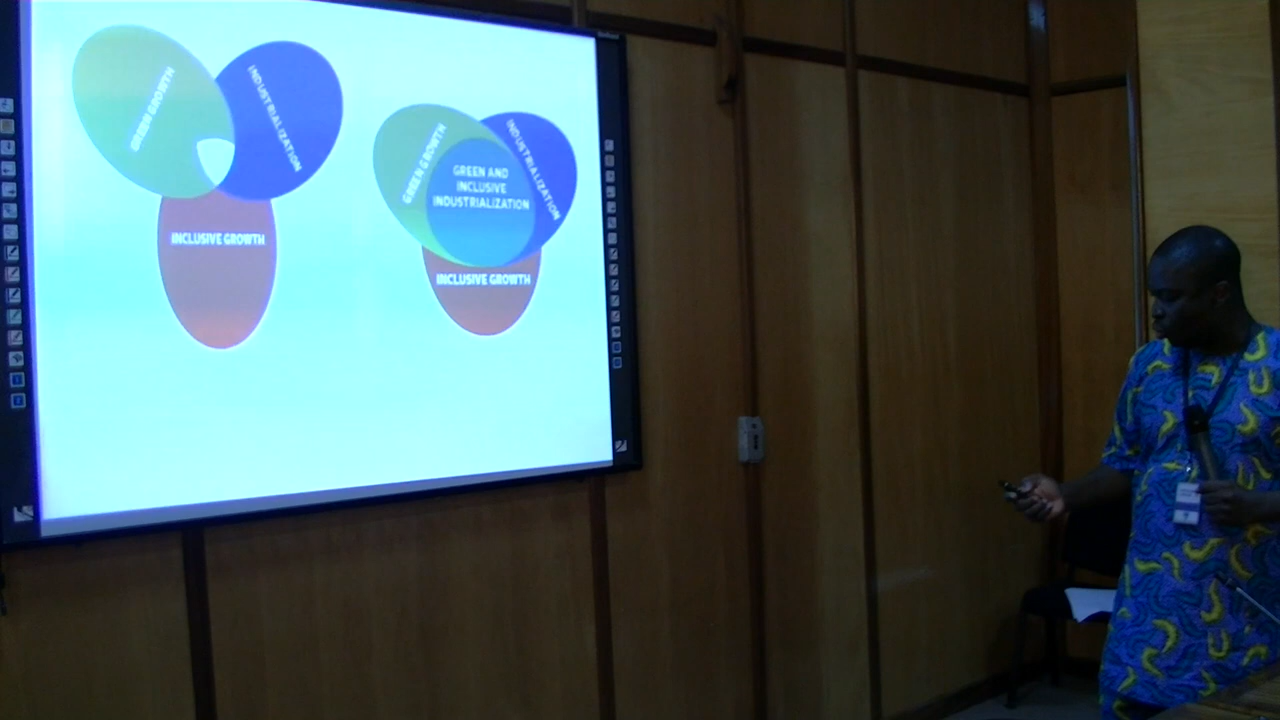 GREEN GROWTH
INDUSTRIALIZATION
INCLUSIVE GROWTH
GREEN GROWTH
INDUSTRIALIZATION
GREEN AND
INCLUSIVE
INDUSTRIALIZATION
INCLUSIVE GROWTH